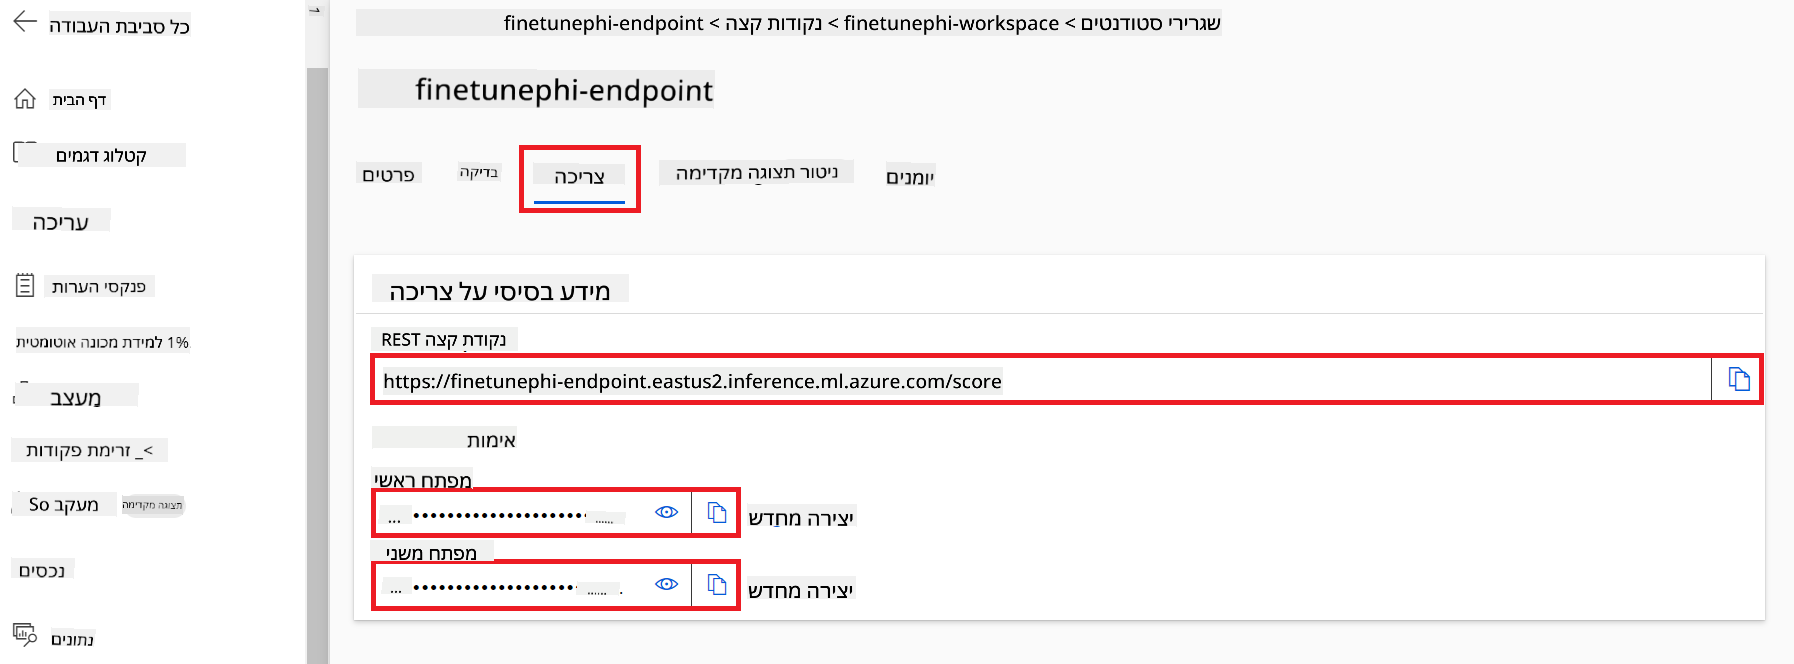 כל סביבת העבודה
דף הבית
קטלוג דגמים
עריכה
פנקסי הערות
1% למידת מכונה אוטומטית
מעצב
>_ זרימת פקודות
מעקב So
תצוגה מקדימה
נכסים
נתונים
שגרירי סטודנטים > finetunephi-workspace > נקודות קצה > finetunephi-endpoint
finetunephi-endpoint
פרטים
בדיקה
צריכה
ניטור תצוגה מקדימה
יומנים
מידע בסיסי על צריכה
נקודת קצה REST
https://finetunephi-endpoint.eastus2.inference.ml.azure.com/score
אימות
מפתח ראשי
יצירה מחדש
מפתח משני
יצירה מחדש